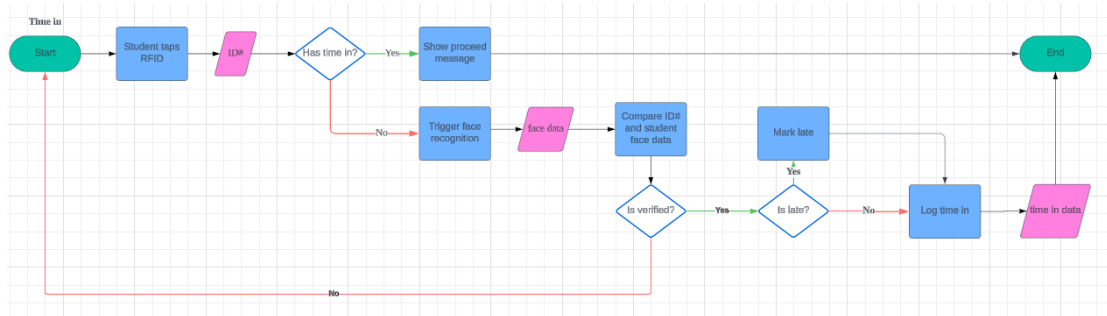 Time in
Start
Student taps
RFID
ID#
Has time in?
Yes
Show proceed
message
End
No
Trigger face
recognition
face data
Compare ID#
and student
face data
Mark late
Yes
Is verified?
Yes
Is late?
No
Log time in
time in data
No